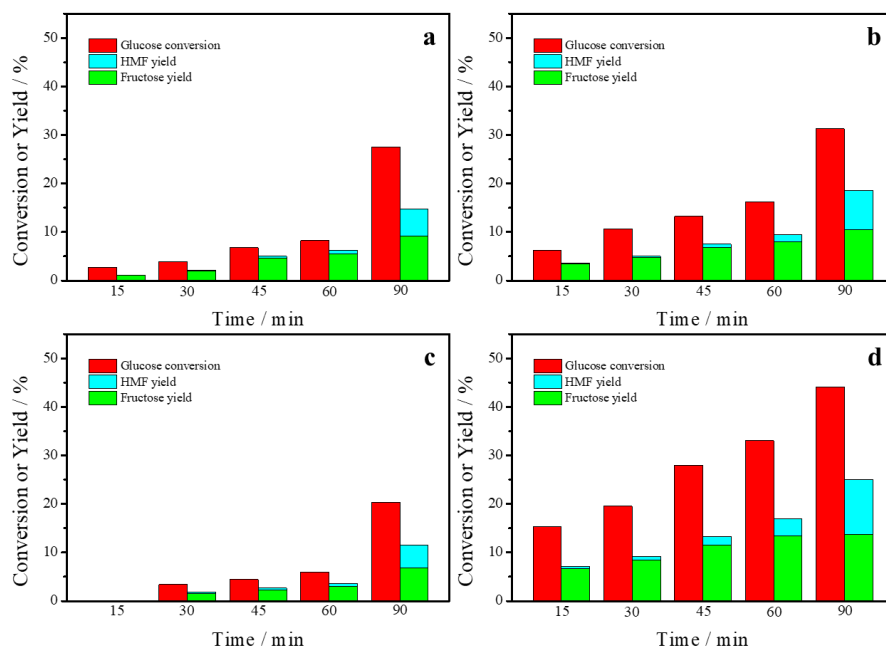 a
Glucose conversion
HMF yield
Fructose yield
Conversion or Yield / %
50
40
30
20
10
0
15 30 45 60 90
Time / min
b
Glucose conversion
HMF yield
Fructose yield
Conversion or Yield / %
50
40
30
20
10
0
15 30 45 60 90
Time / min
c
Glucose conversion
HMF yield
Fructose yield
Conversion or Yield / %
50
40
30
20
10
0
15 30 45 60 90
Time / min
d
Glucose conversion
HMF yield
Fructose yield
Conversion or Yield / %
50
40
30
20
10
0
15 30 45 60 90
Time / min